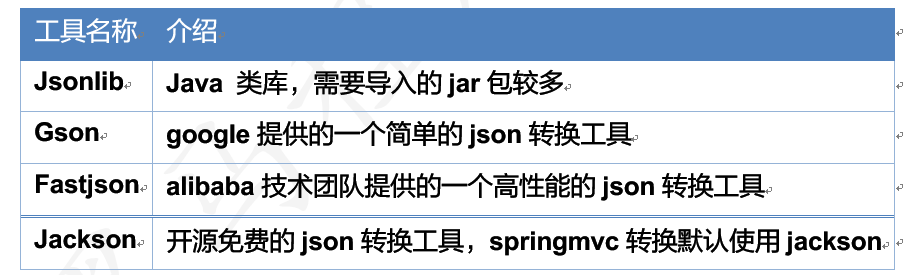 工具名称 介绍
Jsonlib Java 类库，需要导入的 jar 包较多
Gson google 提供的一个简单的 json 转换工具
Fastjson alibaba 技术团队提供的一个高性能的 json 转换工具
Jackson 开源免费的 json 转换工具，springmvc 转换默认使用 jackson